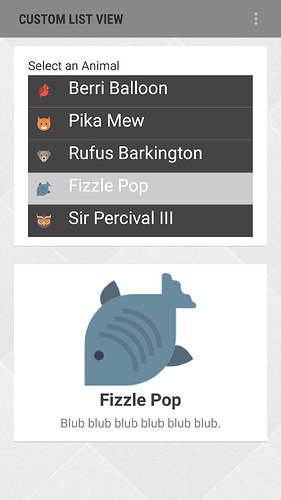 CUSTOM LIST VIEW
Select an Animal
Berri Balloon
Pika Mew
Rufus Barkington
Fizzle Pop
Sir Percival III
Fizzle Pop
Blub blub blub blub blub blub.